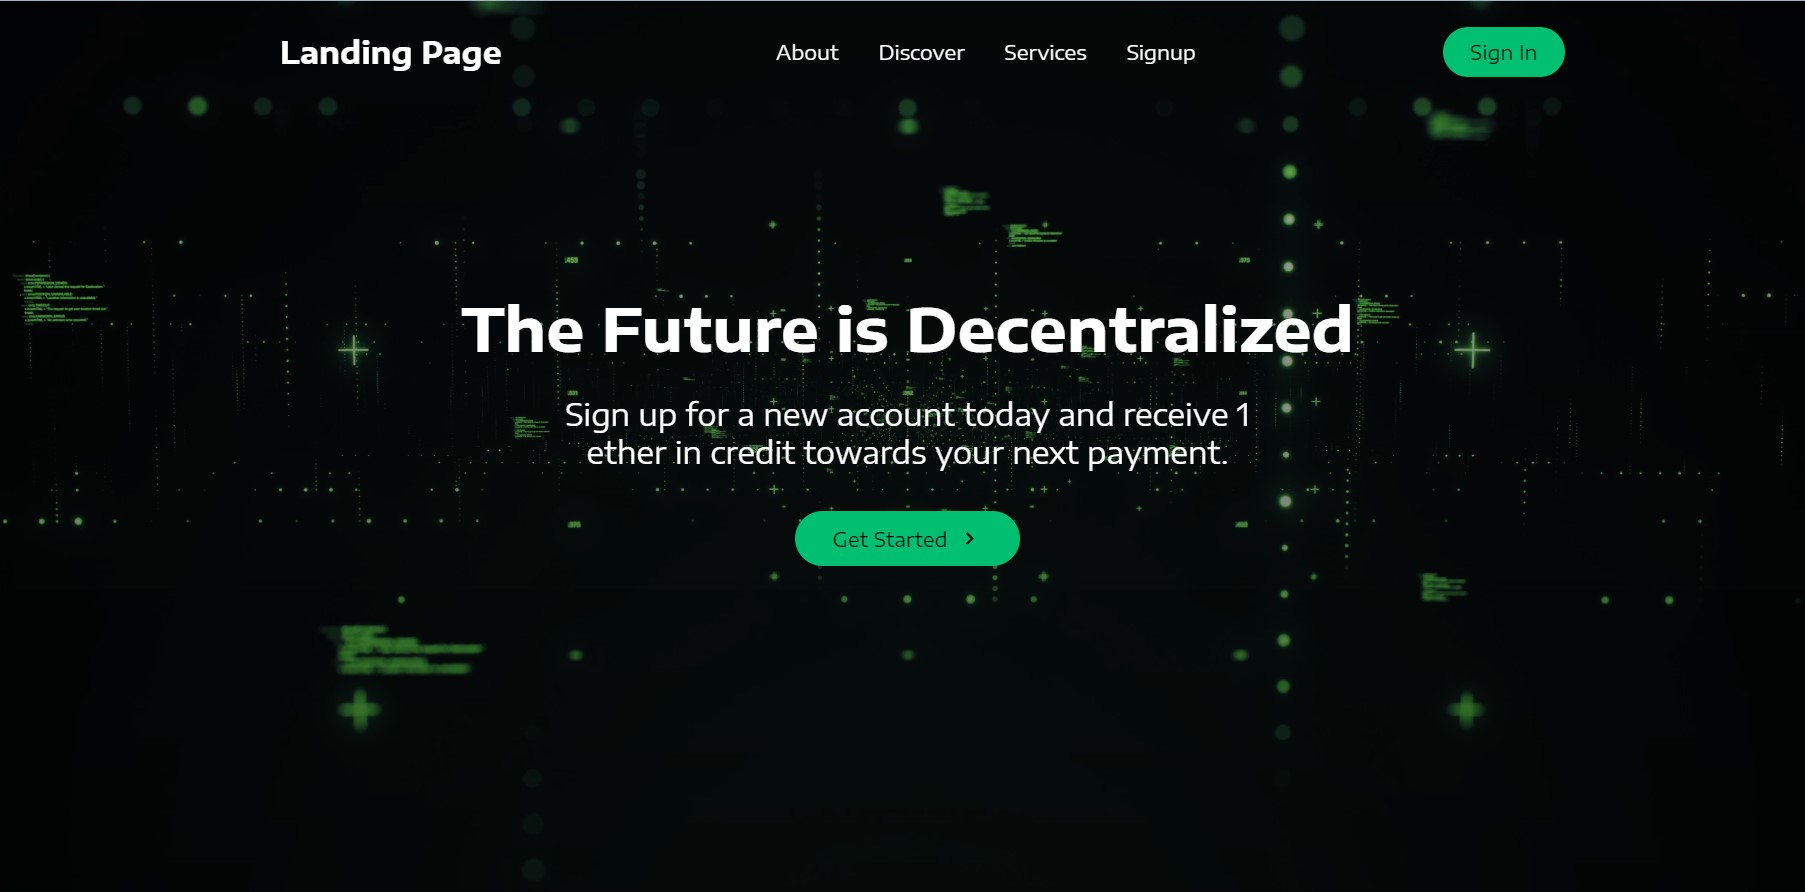 Landing Page
About
Discover
Services
Signup
Sign In
The Future is Decentralized
Sign up for a new account today and receive 1
ether in credit towards your next payment.
Get Started